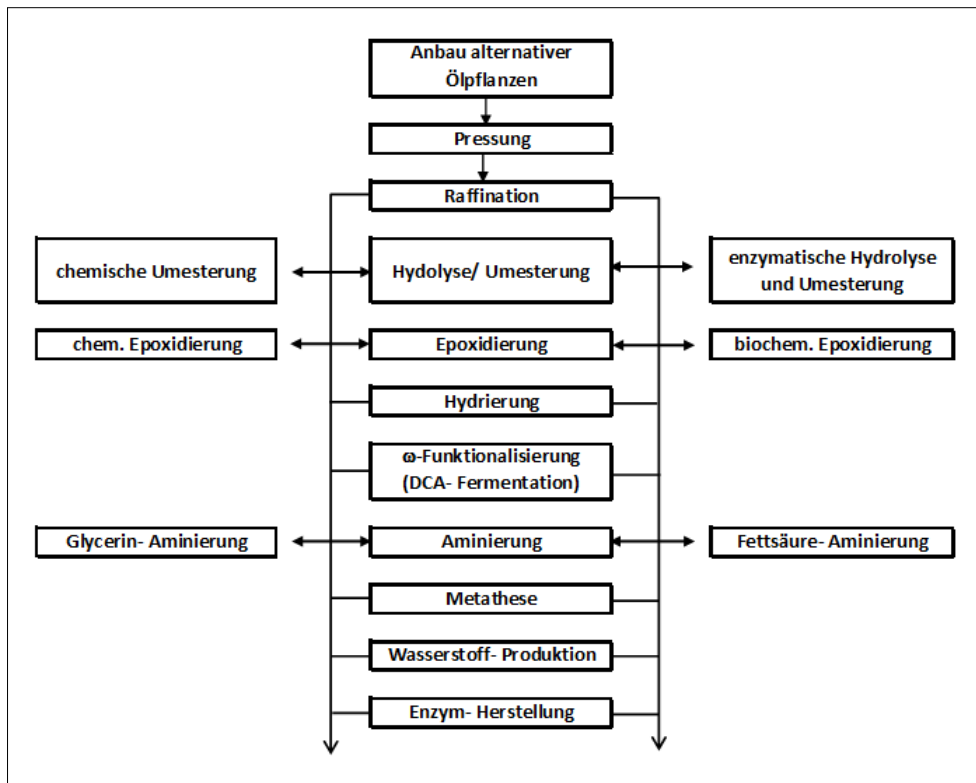 Anbau alternativer
Ölpflanzen
Pressung
Raffination
chemische Umesterung
Hydolyse/ Umesterung
enzymatische Hydrolyse
und Umesterung
chem. Epoxidierung
Epoxidierung
biochem. Epoxidierung
Hydrierung
ω-Funktionalisierung
(DCA- Fermentation)
Glycerin- Aminierung
Aminierung
Fettsäure- Aminierung
Metathese
Wasserstoff- Produktion
Enzym- Herstellung